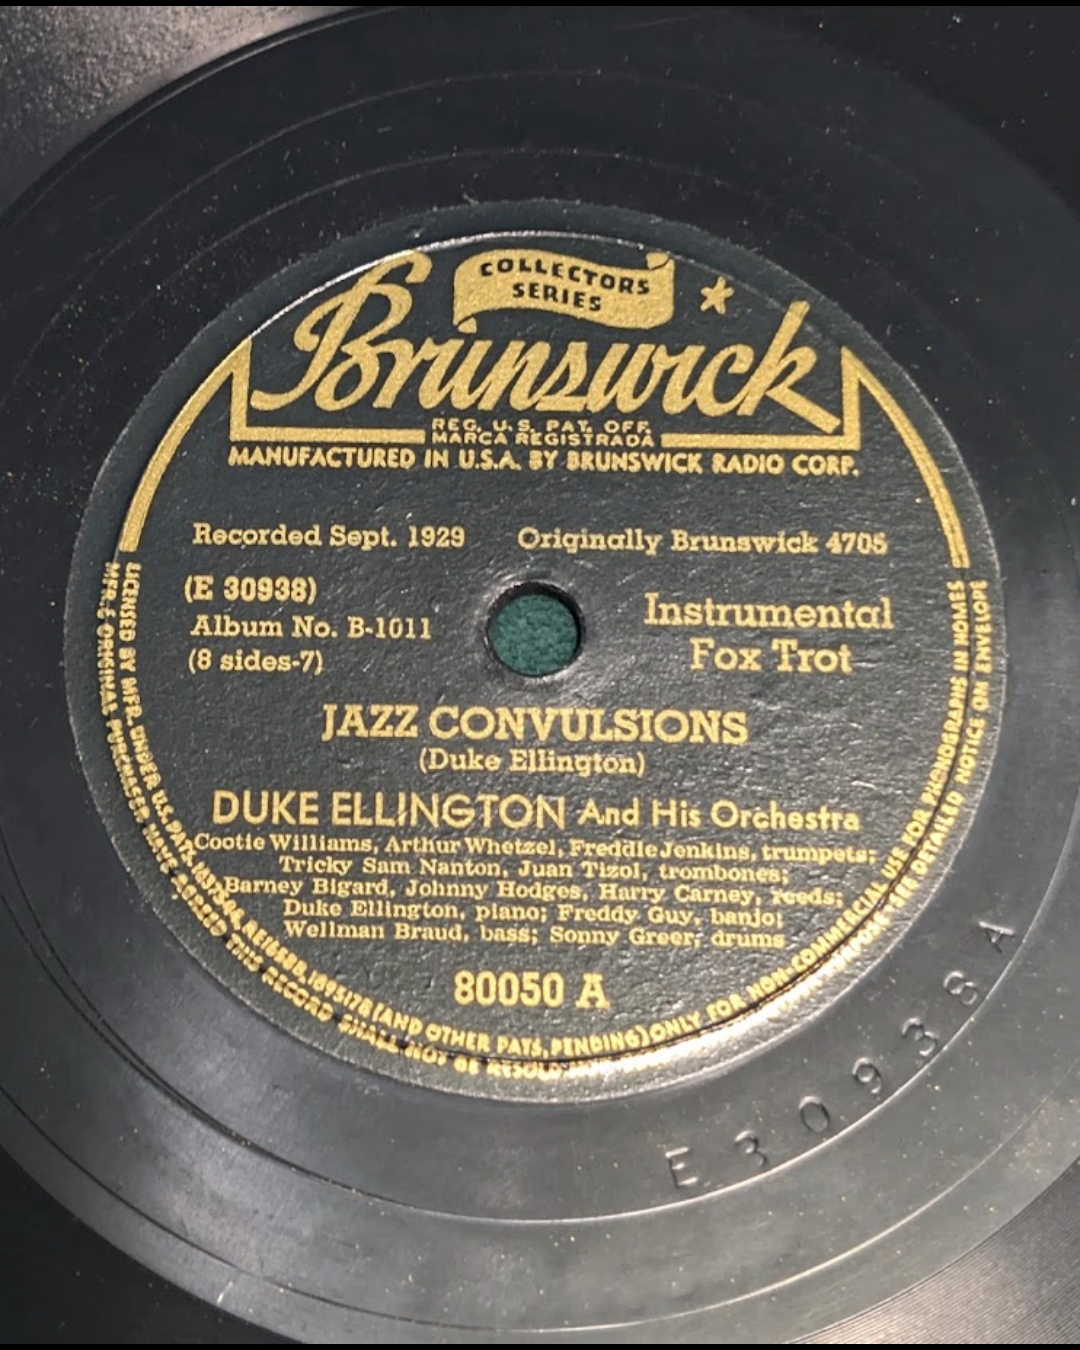 COLLECTORS
SERIES
Brunswick
REG. U.S. PAT. OFF.
MARCA REGISTRADA
MANUFACTURED IN U.S.A. BY BRUNSWICK RADIO CORP.
Recorded Sept. 1929 Originally Brunswick 4705
(E 30938)
Album No. B-1011
(8 sides-7)
Instrumental
Fox Trot
JAZZ CONVULSIONS
(Duke Ellington)
DUKE ELLINGTON And His Orchestra
Cootie Williams, Arthur Whetzel, Freddie Jenkins, trumpets;
Tricky Sam Nanton, Juan Tizol, trombones;
Barney Bigard, Johnny Hodges, Harry Carney, reeds;
Duke Ellington, piano; Freddy Guy, banjo;
Wellman Braud, bass; Sonny Greer, drums
80050 A
LICENSED BY MFR. UNDER U.S. PATS. 1637544, RE16588, 1895178 (AND OTHER PATS. PENDING) ONLY FOR NON-COMMERCIAL USE FOR PHONOGRAPHS IN HOMES
MFR. & ORIGINAL PURCHASER HAVE AGREED THIS RECORD SHALL NOT BE RESOLD DETAILED NOTICE ON ENVELOPE
E 30938 A